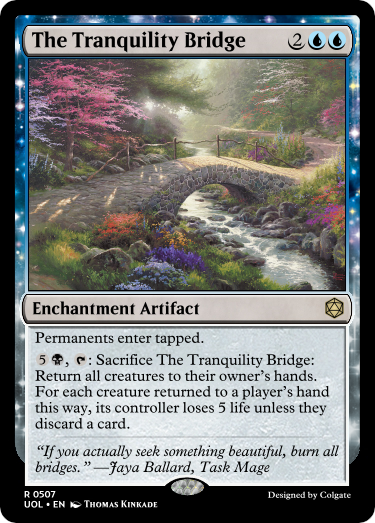 The Tranquility Bridge 2
Enchantment Artifact
Permanents enter tapped.
5 , : Sacrifice The Tranquility Bridge:
Return all creatures to their owner's hands.
For each creature returned to a player's hand
this way, its controller loses 5 life unless they
discard a card.
“If you actually seek something beautiful, burn all
bridges.” —Jaya Ballard, Task Mage
R 0507
UOL • EN Thomas Kinkade
Designed by Colgate